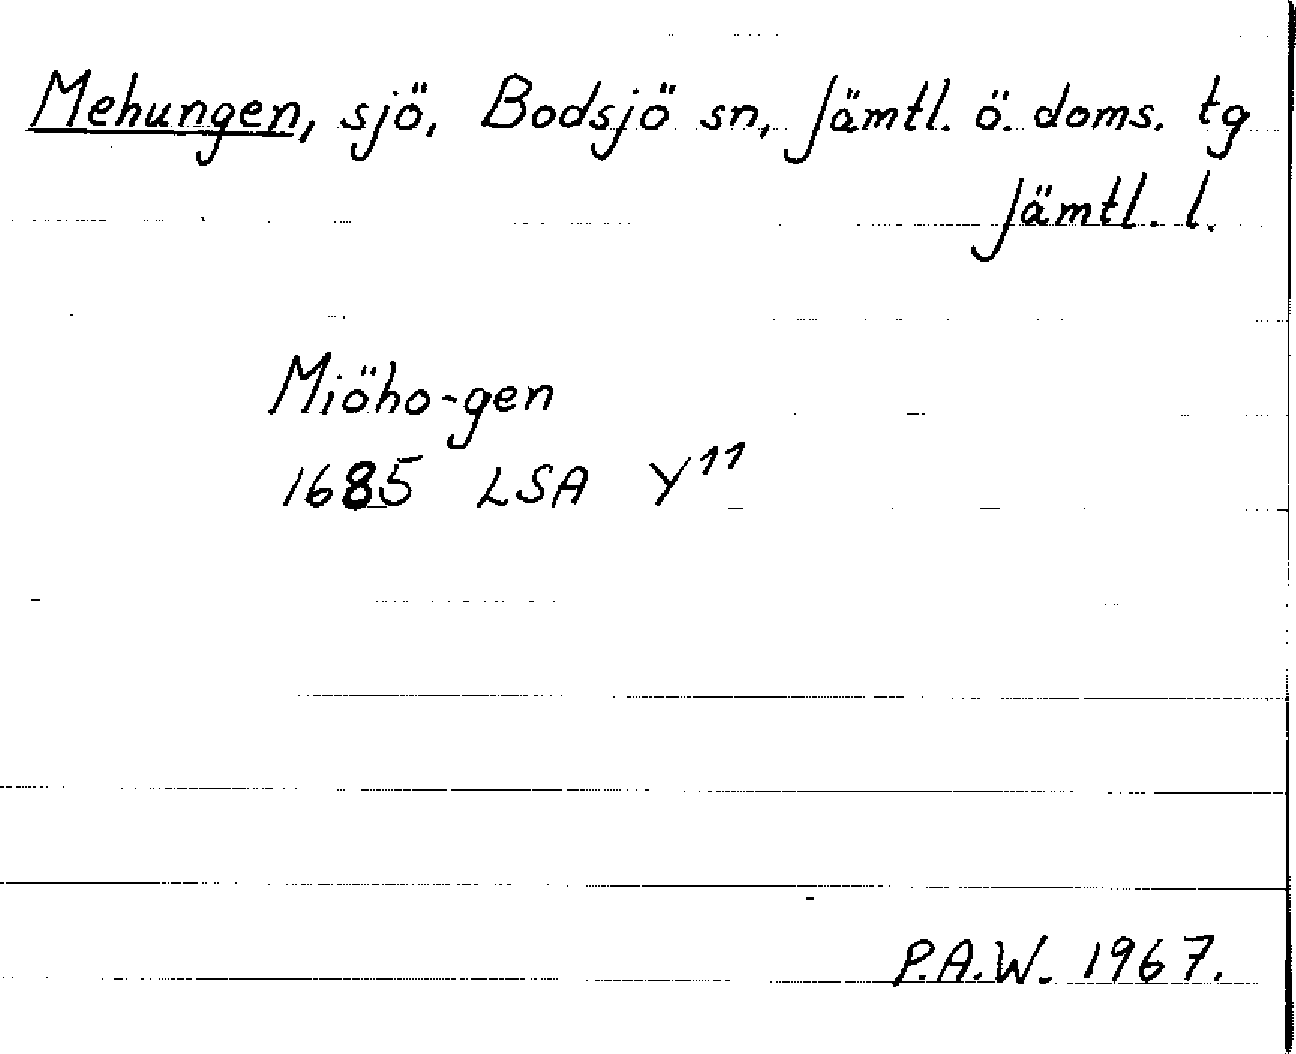 Mehungen, sjö, Bodsjö sn, Jämtl. ö. doms. tg
Jämtl. l.
Miöho-gen
1685 LSA Y¹¹
P.A.W. 1967.